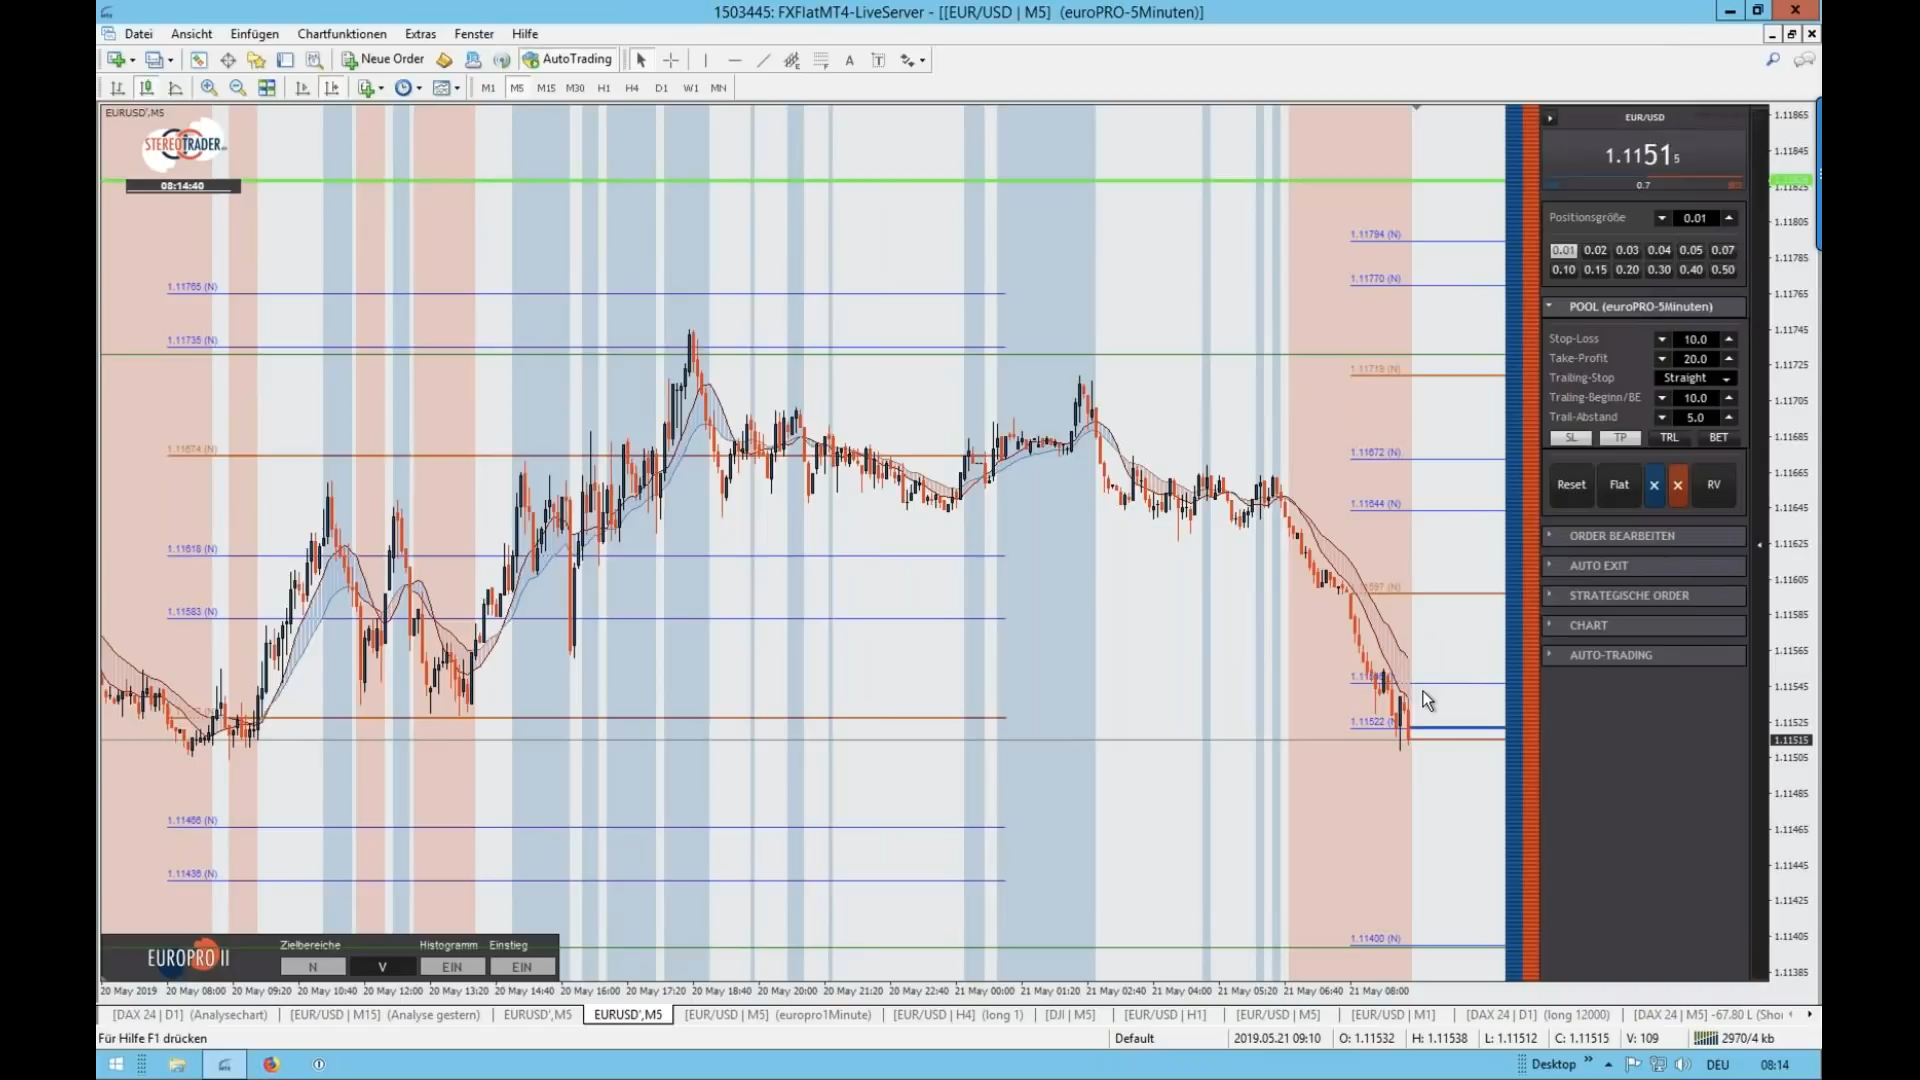 1503445: FXFlatMT4-LiveServer - [[EUR/USD | M5] (euroPRO-5Minuten)]
Datei Ansicht Einfügen Chartfunktionen Extras Fenster Hilfe
Neue Order AutoTrading A T
M1 M5 M15 M30 H1 H4 D1 W1 MN
EURUSD',M5
STEREOTRADER
08:14:40
1.11765 (N)
1.11735 (N)
1.11674 (N)
1.11618 (N)
1.11583 (N)
1.11466 (N)
1.11436 (N)
1.11794 (N)
1.11770 (N)
1.11719 (N)
1.11672 (N)
1.11644 (N)
1.11522
1.11400 (N)
EUR/USD
1.11515
0.7
Positionsgröße 0.01
0.01 0.02 0.03 0.04 0.05 0.07
0.10 0.15 0.20 0.30 0.40 0.50
POOL (euroPRO-5Minuten)
Stop-Loss 10.0
Take-Profit 20.0
Trailing-Stop Straight
Traling-Beginn/BE 10.0
Trail-Abstand 5.0
SL TP TRL BET
Reset Flat X X RV
ORDER BEARBEITEN
AUTO EXIT
STRATEGISCHE ORDER
CHART
AUTO-TRADING
1.11865
1.11845
1.11825
1.11805
1.11785
1.11765
1.11745
1.11725
1.11705
1.11685
1.11665
1.11645
1.11625
1.11605
1.11585
1.11565
1.11545
1.11525
1.11515
1.11505
1.11485
1.11465
1.11445
1.11425
1.11405
1.11385
EUROPRO II
Zielbereiche Histogramm Einstieg
N V EIN EIN
20 May 2019 20 May 08:00 20 May 09:20 20 May 10:40 20 May 12:00 20 May 13:20 20 May 14:40 20 May 16:00 20 May 17:20 20 May 18:40 20 May 20:00 20 May 21:20 20 May 22:40 21 May 00:00 21 May 01:20 21 May 02:40 21 May 04:00 21 May 05:20 21 May 06:40 21 May 08:00
[DAX 24 | D1] (Analysechart) [EUR/USD | M15] (Analyse gestern) EURUSD',M5 EURUSD',M5 [EUR/USD | M5] (europro1Minute) [EUR/USD | H4] (long 1) [DJI | M5] [EUR/USD | H1] [EUR/USD | M5] [EUR/USD | M1] [DAX 24 | D1] (long 12000) [DAX 24 | M5] -67.80 L (Shor
Für Hilfe F1 drücken Default 2019.05.21 09:10 O: 1.11532 H: 1.11538 L: 1.11512 C: 1.11515 V: 109 2970/4 kb
Desktop DEU 08:14